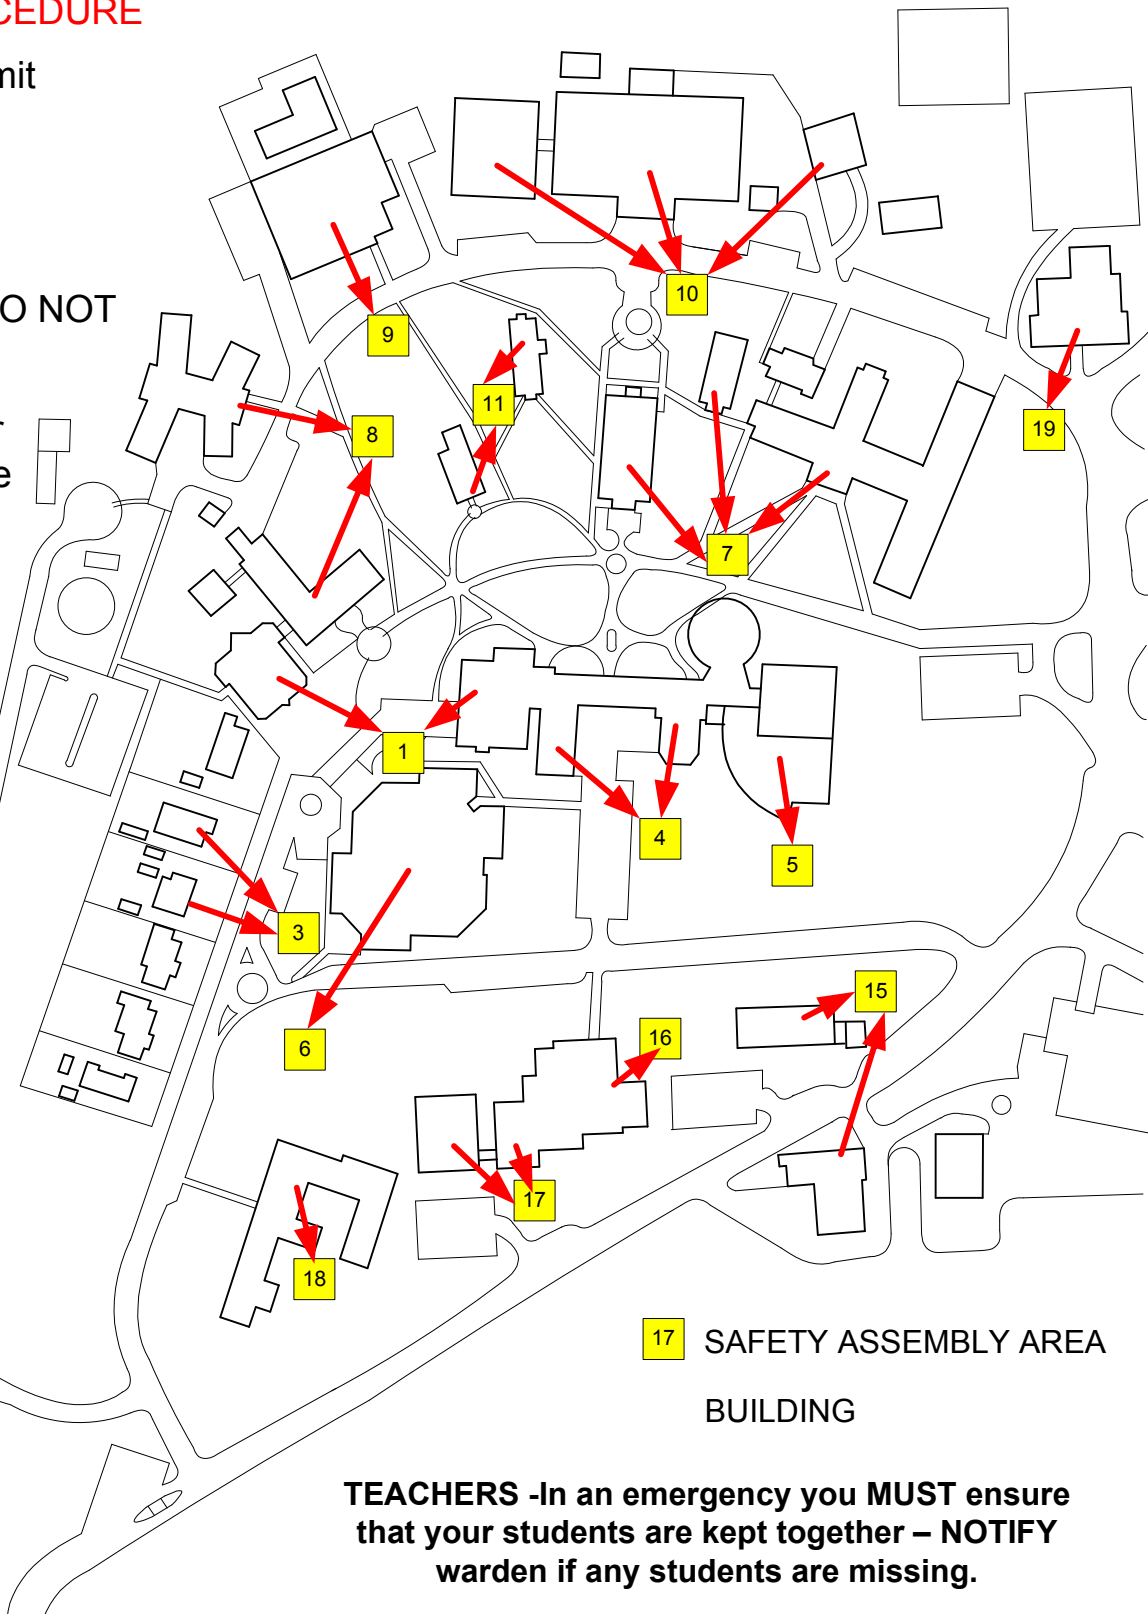 CEDURE
mit
O NOT
e
10
9
11
8
19
7
1
4
5
3
15
16
6
17
18
17 SAFETY ASSEMBLY AREA
BUILDING
TEACHERS -In an emergency you MUST ensure
that your students are kept together – NOTIFY
warden if any students are missing.